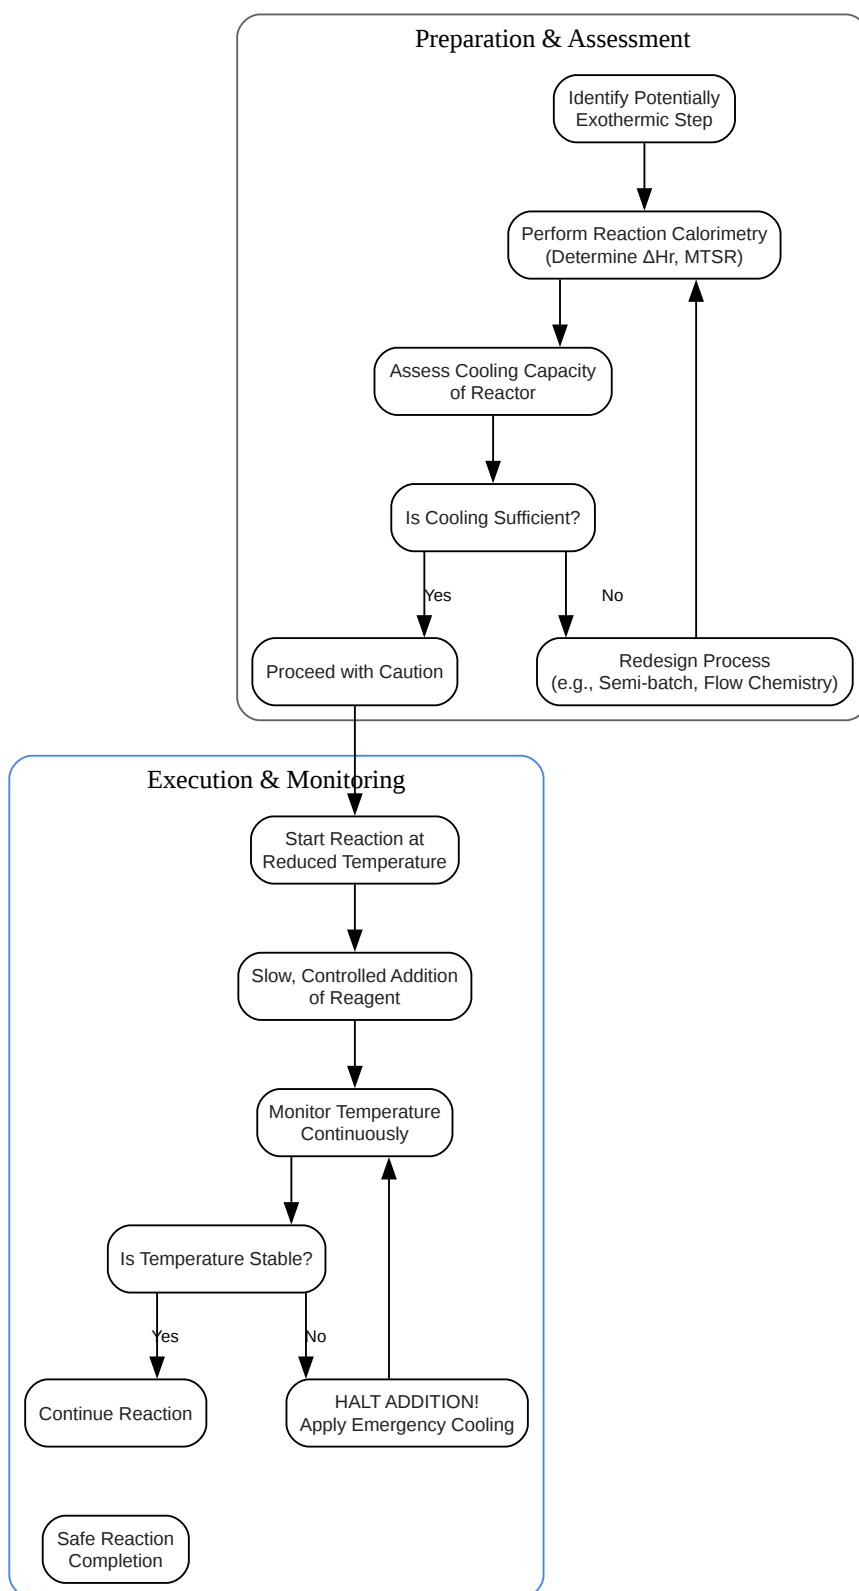 Preparation & Assessment
Identify Potentially
Exothermic Step
Perform Reaction Calorimetry
(Determine ΔHr, MTSR)
Assess Cooling Capacity
of Reactor
Is Cooling Sufficient?
Yes
No
Proceed with Caution
Redesign Process
(e.g., Semi-batch, Flow Chemistry)
Execution & Monitoring
Start Reaction at
Reduced Temperature
Slow, Controlled Addition
of Reagent
Monitor Temperature
Continuously
Is Temperature Stable?
Yes
No
Continue Reaction
HALT ADDITION!
Apply Emergency Cooling
Safe Reaction
Completion